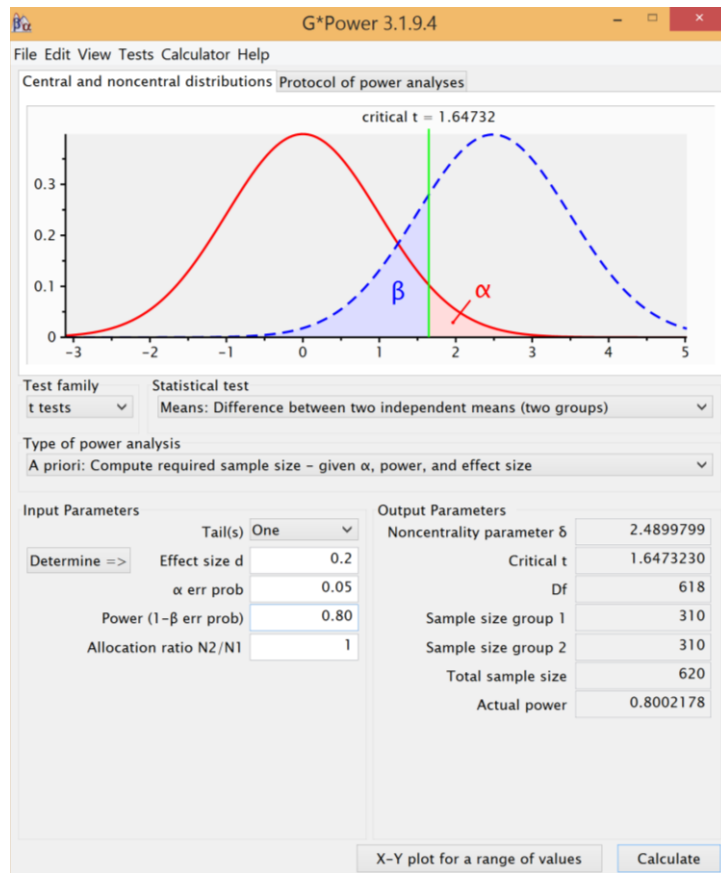 βα G*Power 3.1.9.4
File Edit View Tests Calculator Help
Central and noncentral distributions Protocol of power analyses
critical t = 1.64732
0.3
0.2
0.1
0
β
α
-3 -2 -1 0 1 2 3 4 5
Test family Statistical test
t tests Means: Difference between two independent means (two groups)
Type of power analysis
A priori: Compute required sample size – given α, power, and effect size
Input Parameters
Tail(s) One
Determine => Effect size d 0.2
α err prob 0.05
Power (1-β err prob) 0.80
Allocation ratio N2/N1 1
Output Parameters
Noncentrality parameter δ 2.4899799
Critical t 1.6473230
Df 618
Sample size group 1 310
Sample size group 2 310
Total sample size 620
Actual power 0.8002178
X-Y plot for a range of values Calculate